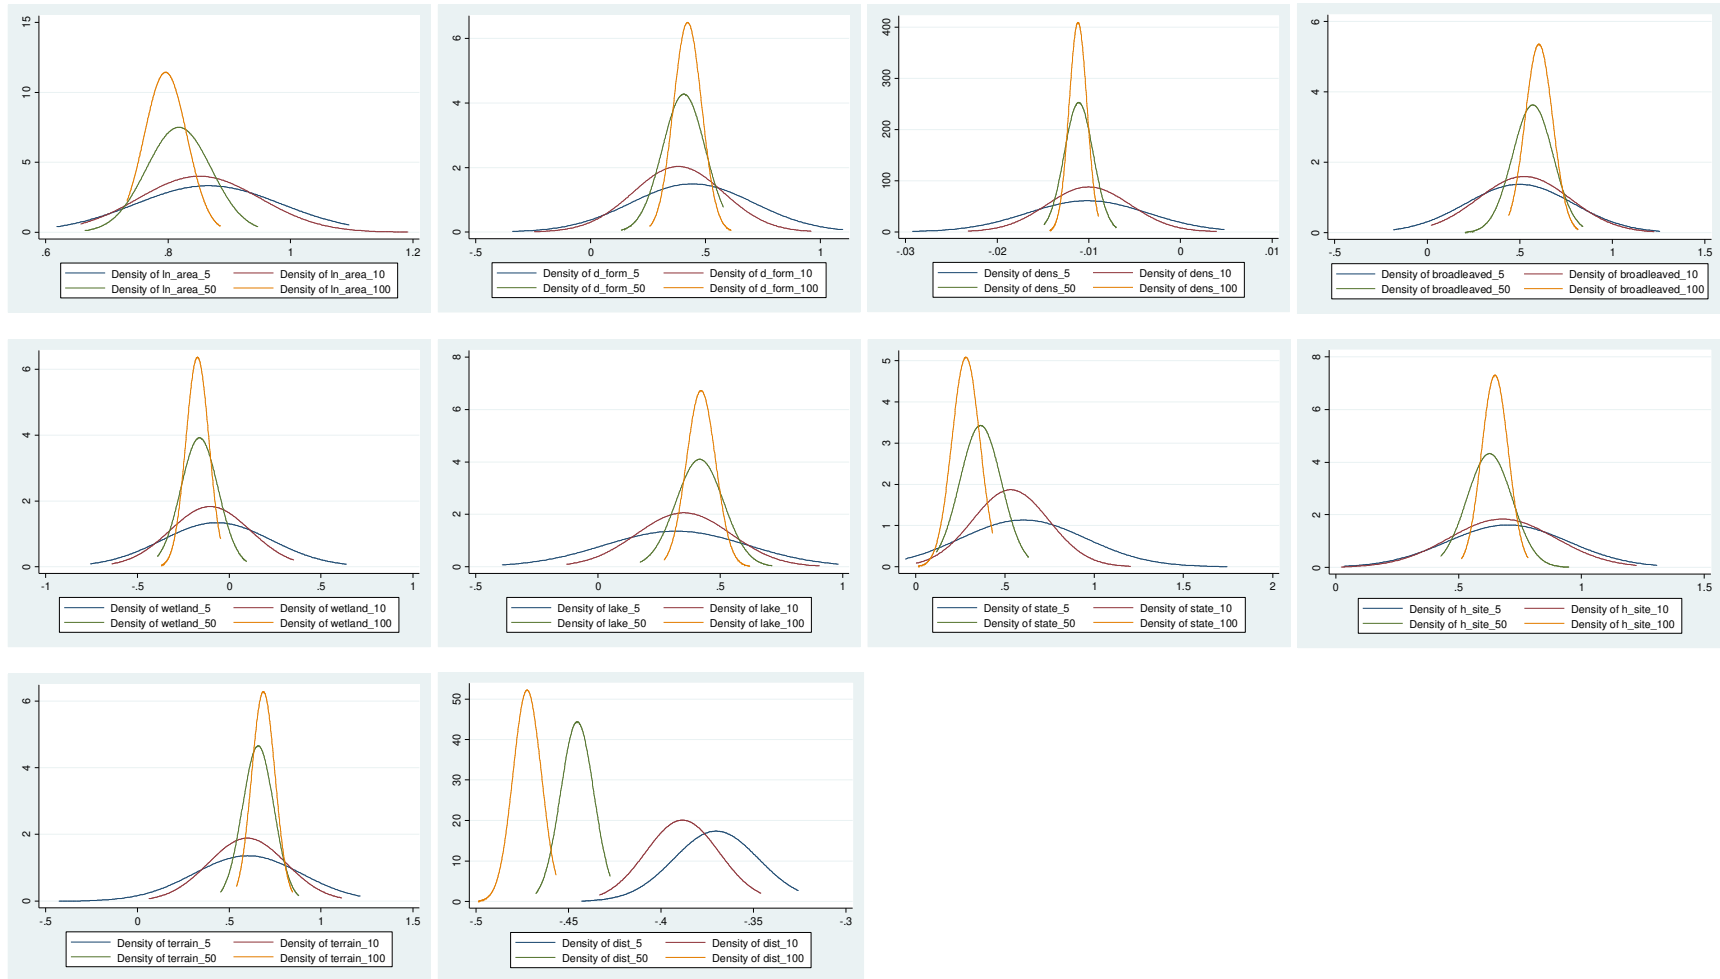 15
10
5
0
.6
.8
1
1.2
Density of ln_area_5
Density of ln_area_10
Density of ln_area_50
Density of ln_area_100
6
4
2
0
-.5
0
.5
1
Density of d_form_5
Density of d_form_10
Density of d_form_50
Density of d_form_100
400
300
200
100
0
-.03
-.02
-.01
0
.01
Density of dens_5
Density of dens_10
Density of dens_50
Density of dens_100
6
4
2
0
-.5
0
.5
1
1.5
Density of broadleaved_5
Density of broadleaved_10
Density of broadleaved_50
Density of broadleaved_100
6
4
2
0
-1
-.5
0
.5
1
Density of wetland_5
Density of wetland_10
Density of wetland_50
Density of wetland_100
8
6
4
2
0
-.5
0
.5
1
Density of lake_5
Density of lake_10
Density of lake_50
Density of lake_100
5
4
3
2
1
0
0
.5
1
1.5
2
Density of state_5
Density of state_10
Density of state_50
Density of state_100
8
6
4
2
0
0
.5
1
1.5
Density of h_site_5
Density of h_site_10
Density of h_site_50
Density of h_site_100
6
4
2
0
-.5
0
.5
1
1.5
Density of terrain_5
Density of terrain_10
Density of terrain_50
Density of terrain_100
50
40
30
20
10
0
-.5
-.45
-.4
-.35
-.3
Density of dist_5
Density of dist_10
Density of dist_50
Density of dist_100